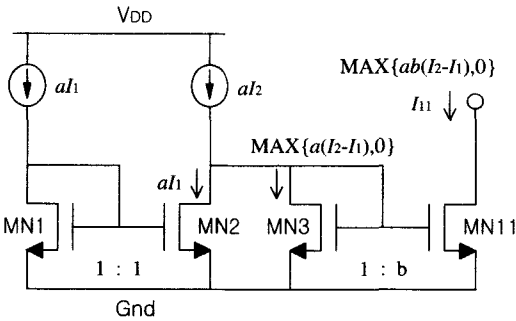 VDD
aI1
aI2
MAX{ab(I2-I1),0}
I11
MAX{a(I2-I1),0}
aI1
MN1
MN2
MN3
MN11
1 : 1
1 : b
Gnd